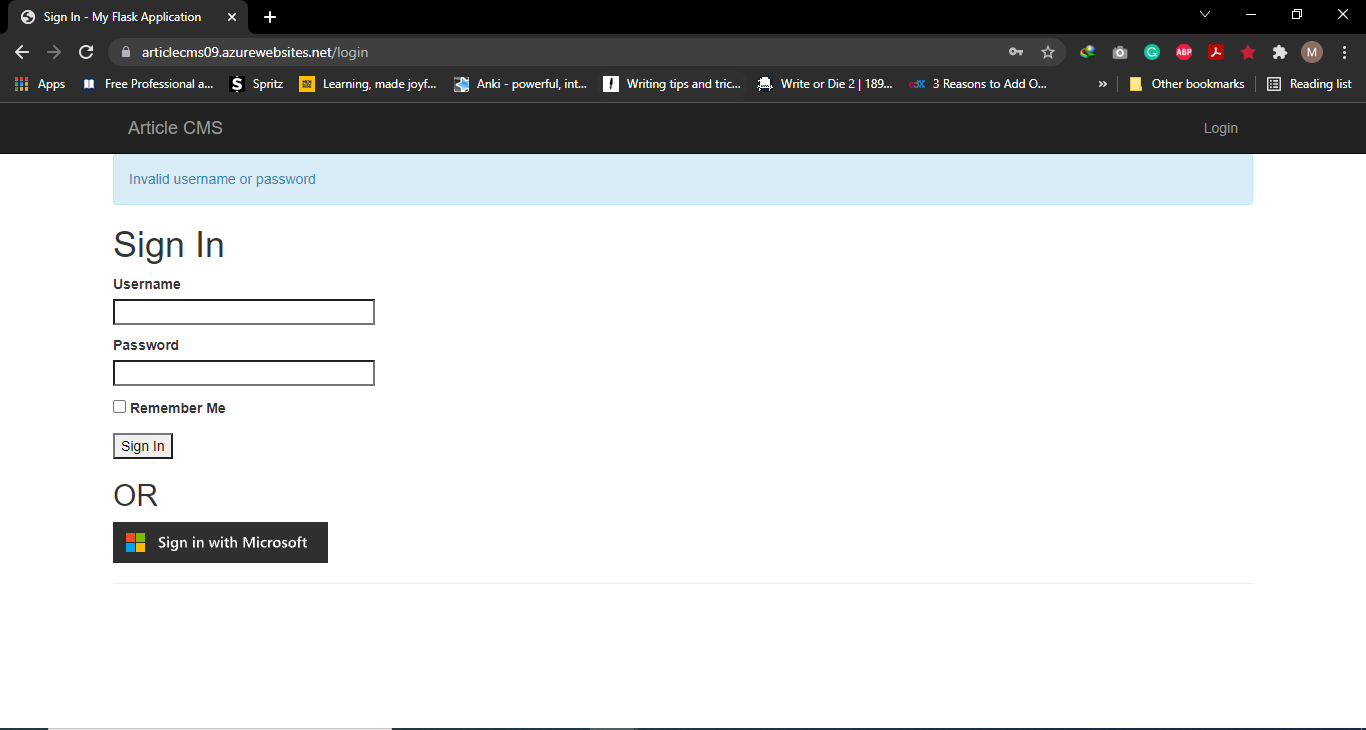 Sign In - My Flask Application
articlecms09.azurewebsites.net/login
ABP
M
Apps
Free Professional a...
Spritz
Learning, made joyf...
Anki - powerful, int...
Writing tips and tric...
Write or Die 2 | 189...
3 Reasons to Add O...
»
Other bookmarks
Reading list
Article CMS
Login
Invalid username or password
Sign In
Username
Password
Remember Me
Sign In
OR
Sign in with Microsoft